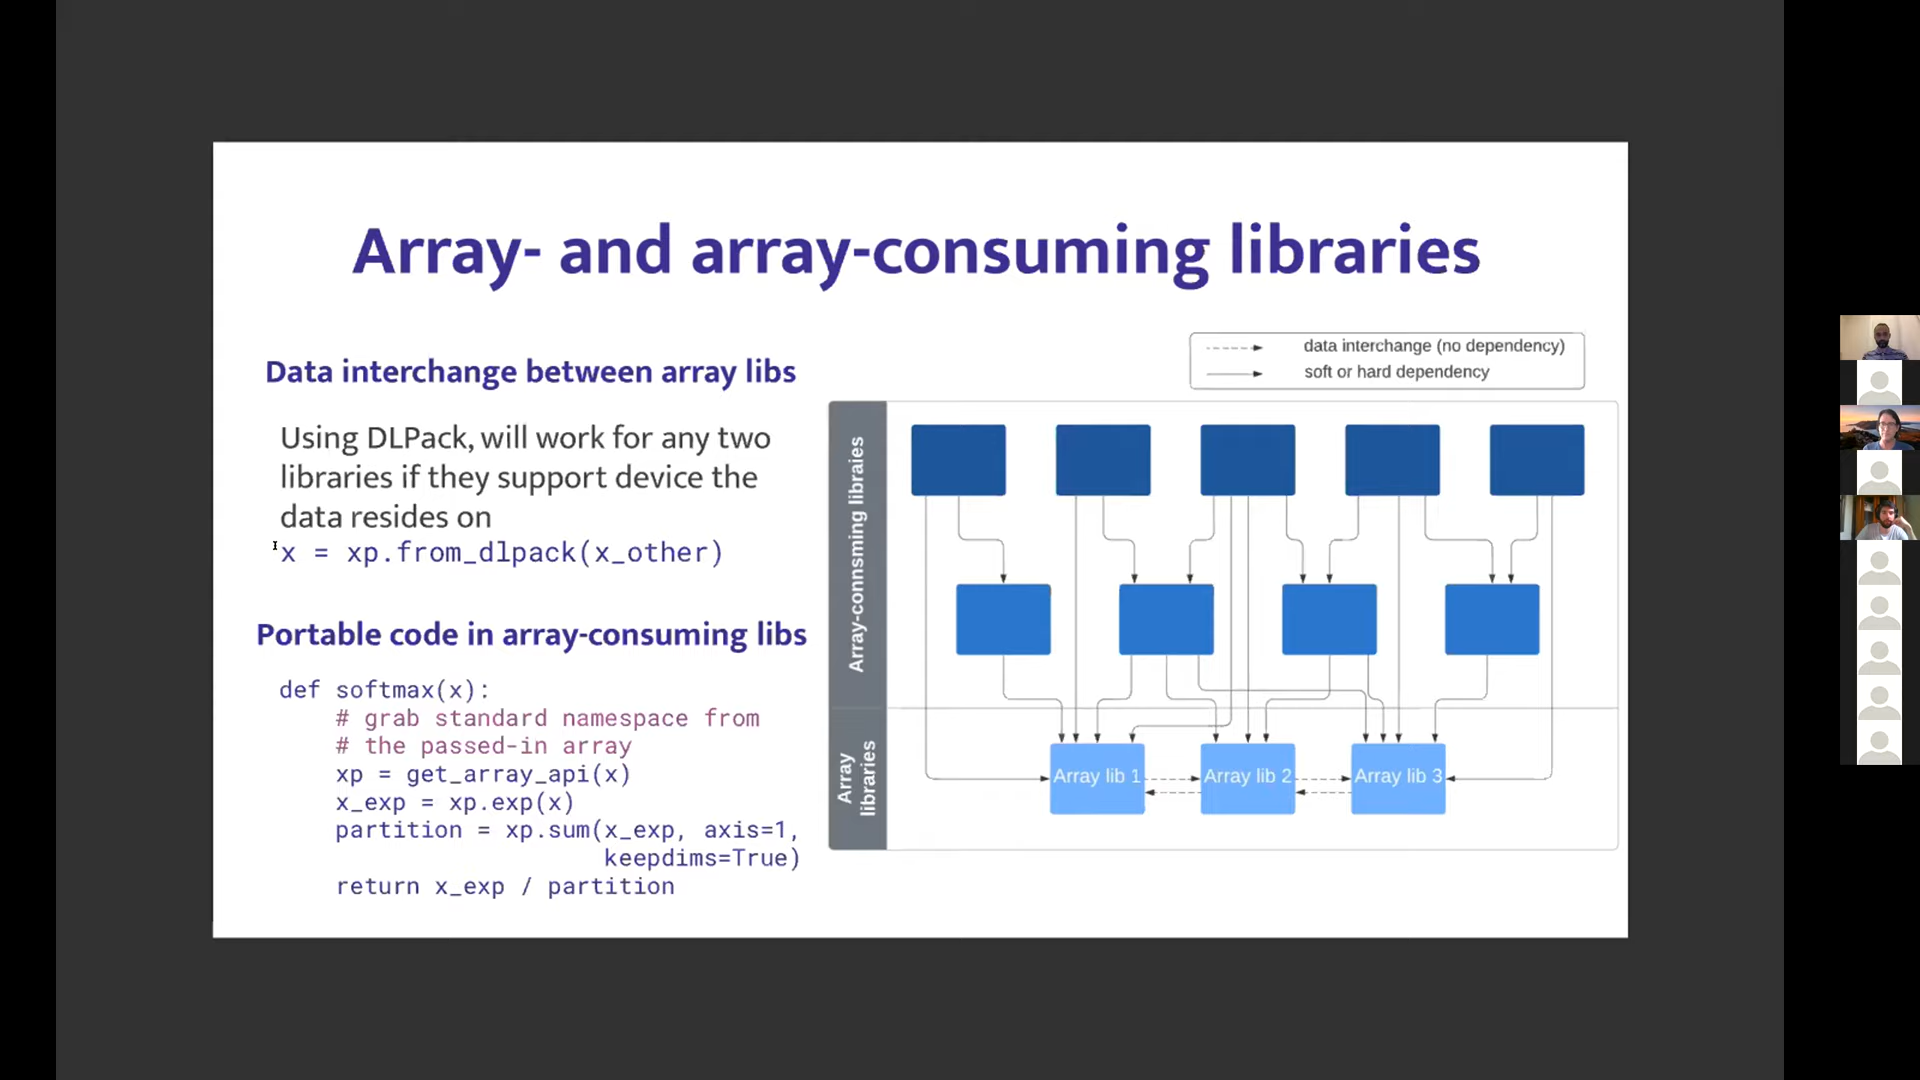 Array- and array-consuming libraries
Data interchange between array libs
Using DLPack, will work for any two
libraries if they support device the
data resides on
x = xp.from_dlpack(x_other)
Portable code in array-consuming libs
def softmax(x):
    # grab standard namespace from
    # the passed-in array
    xp = get_array_api(x)
    x_exp = xp.exp(x)
    partition = xp.sum(x_exp, axis=1,
                       keepdims=True)
    return x_exp / partition
data interchange (no dependency)
soft or hard dependency
Array-connsming libraies
Array
libraries
Array lib 1
Array lib 2
Array lib 3